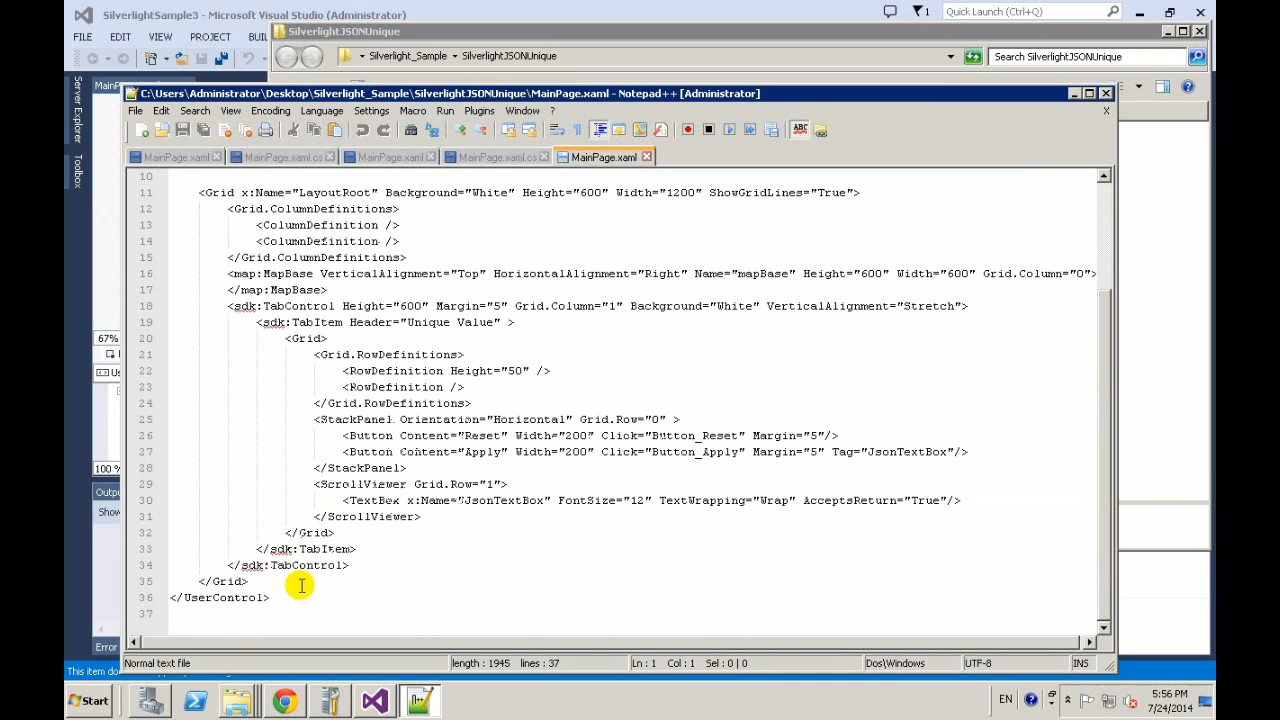 SilverlightSample3 - Microsoft Visual Studio (Administrator)
1
Quick Launch (Ctrl+Q)
SilverlightJSONUnique
FILE EDIT VIEW PROJECT
Silverlight_Sample SilverlightJSONUnique
Search SilverlightJSONUnique
C:\Users\Administrator\Desktop\Silverlight_Sample\SilverlightJSONUnique\MainPage.xaml - Notepad++ [Administrator]
File Edit Search View Encoding Language Settings Macro Run Plugins Window ?
X
ABC
MainPage.xaml MainPage.xaml.cs MainPage.xaml MainPage.xaml.cs MainPage.xaml
Server Explorer
Toolbox
10
11 <Grid x:Name="LayoutRoot" Background="White" Height="600" Width="1200" ShowGridLines="True">
12 <Grid.ColumnDefinitions>
13 <ColumnDefinition />
14 <ColumnDefinition />
15 </Grid.ColumnDefinitions>
16 <map:MapBase VerticalAlignment="Top" HorizontalAlignment="Right" Name="mapBase" Height="600" Width="600" Grid.Column="0">
17 </map:MapBase>
18 <sdk:TabControl Height="600" Margin="5" Grid.Column="1" Background="White" VerticalAlignment="Stretch">
19 <sdk:TabItem Header="Unique Value" >
20 <Grid>
21 <Grid.RowDefinitions>
22 <RowDefinition Height="50" />
23 <RowDefinition />
24 </Grid.RowDefinitions>
25 <StackPanel Orientation="Horizontal" Grid.Row="0" >
26 <Button Content="Reset" Width="200" Click="Button_Reset" Margin="5"/>
27 <Button Content="Apply" Width="200" Click="Button_Apply" Margin="5" Tag="JsonTextBox"/>
28 </StackPanel>
29 <ScrollViewer Grid.Row="1">
30 <TextBox x:Name="JsonTextBox" FontSize="12" TextWrapping="Wrap" AcceptsReturn="True"/>
31 </ScrollViewer>
32 </Grid>
33 </sdk:TabItem>
34 </sdk:TabControl>
35 </Grid>
36 </UserControl>
37
67%
100 %
Error
Normal text file length : 1945 lines : 37 Ln : 1 Col : 1 Sel : 0 | 0 Dos\Windows UTF-8 INS
Start
EN
5:56 PM
7/24/2014